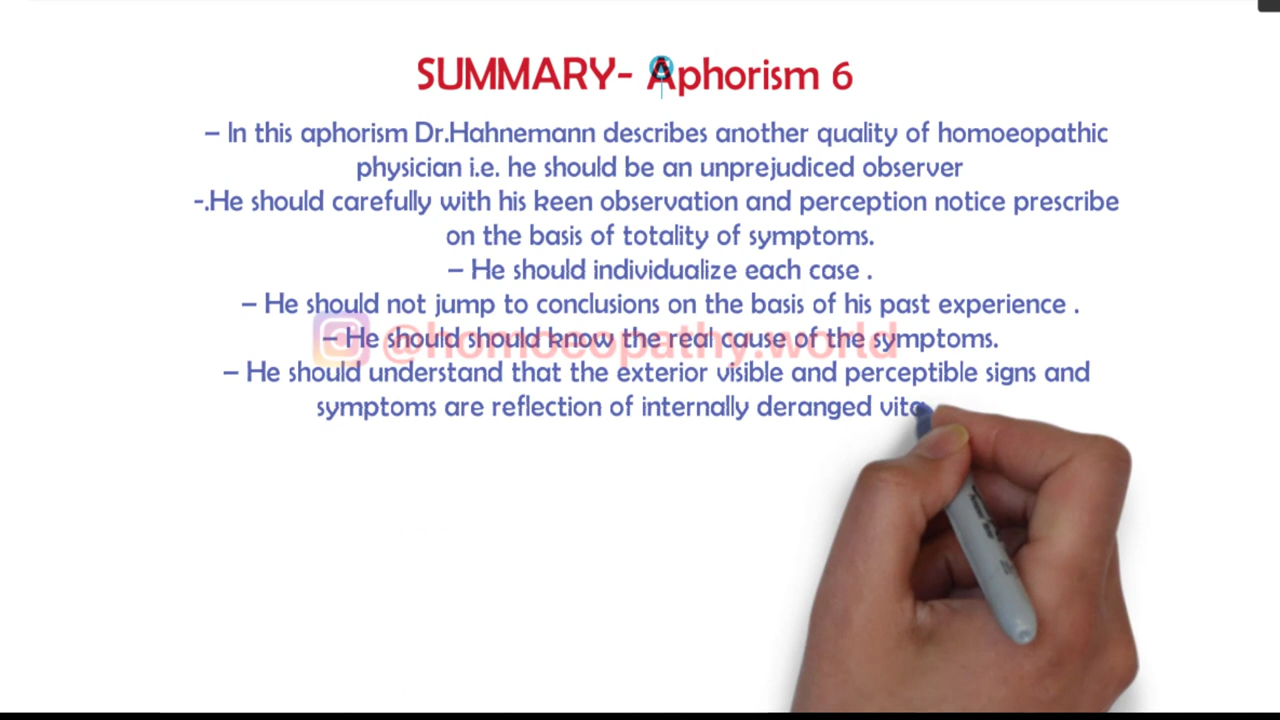 SUMMARY- Aphorism 6
– In this aphorism Dr.Hahnemann describes another quality of homoeopathic
physician i.e. he should be an unprejudiced observer
-.He should carefully with his keen observation and perception notice prescribe
on the basis of totality of symptoms.
– He should individualize each case .
– He should not jump to conclusions on the basis of his past experience .
– He should should know the real cause of the symptoms.
@homoeopathy.world
– He should understand that the exterior visible and perceptible signs and
symptoms are reflection of internally deranged vita